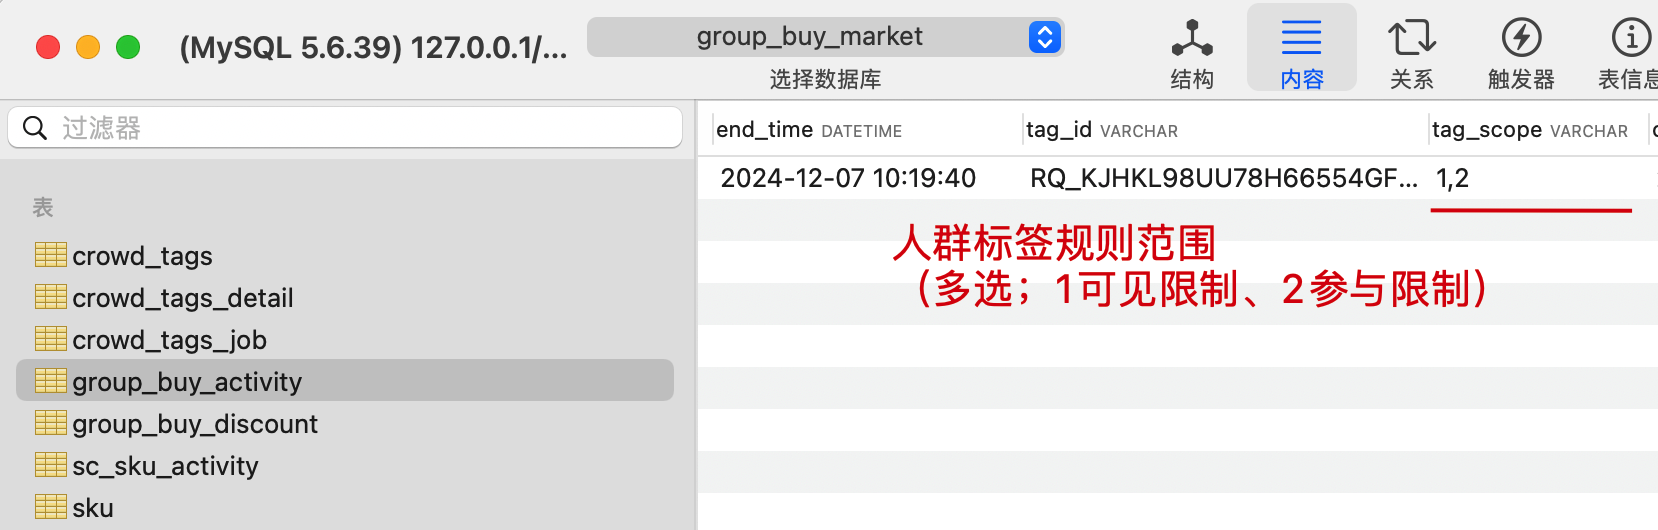 (MySQL 5.6.39) 127.0.0.1/...
group_buy_market
选择数据库
结构
内容
关系
触发器
表信息
过滤器
表
crowd_tags
crowd_tags_detail
crowd_tags_job
group_buy_activity
group_buy_discount
sc_sku_activity
sku
end_time DATETIME
tag_id VARCHAR
tag_scope VARCHAR
2024-12-07 10:19:40
RQ_KJHKL98UU78H66554GF...
1,2
人群标签规则范围
（多选；1可见限制、2参与限制）